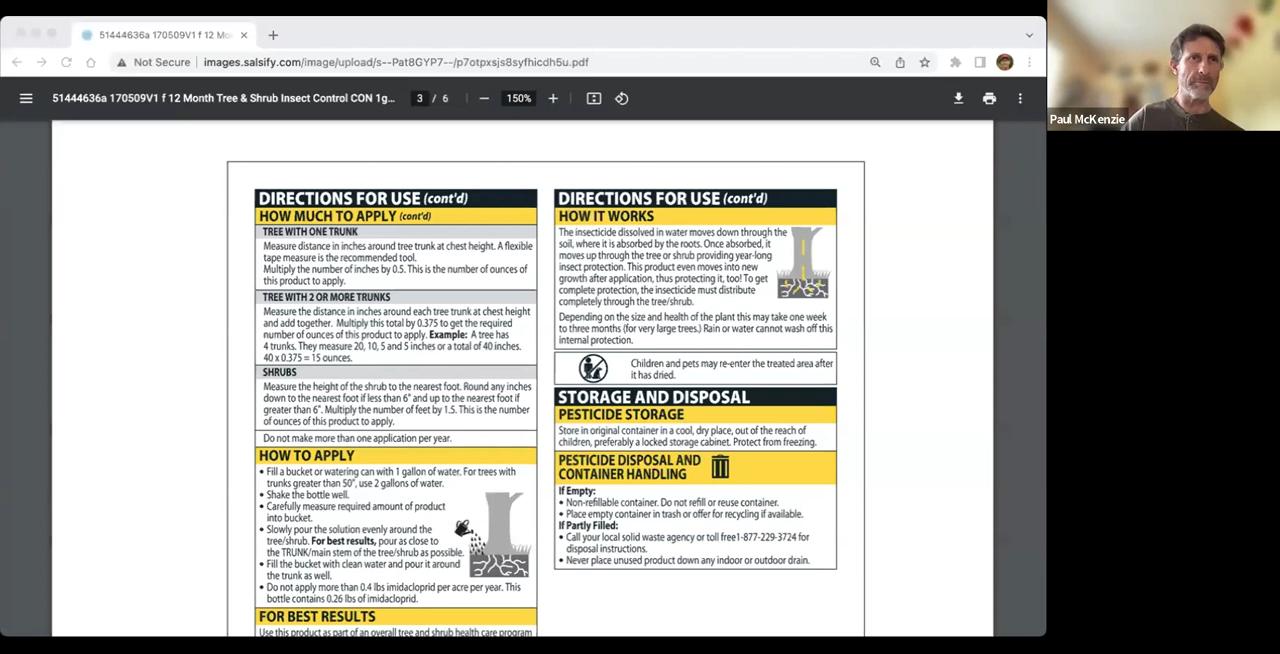 51444636a 170509V1 f 12 Mo
Not Secure
images.salsify.com/image/upload/s--Pat8GYP7--/p7otpxsjs8syfhicdh5u.pdf
51444636a 170509V1 f 12 Month Tree & Shrub Insect Control CON 1g...
3 / 6
150%
Paul McKenzie
DIRECTIONS FOR USE (cont'd)
HOW MUCH TO APPLY (cont'd)
TREE WITH ONE TRUNK
Measure distance in inches around tree trunk at chest height. A flexible
tape measure is the recommended tool.
Multiply the number of inches by 0.5. This is the number of ounces of
this product to apply.
TREE WITH 2 OR MORE TRUNKS
Measure the distance in inches around each tree trunk at chest height
and add together. Multiply this total by 0.375 to get the required
number of ounces of this product to apply. Example: A tree has
4 trunks. They measure 20, 10, 5 and 5 inches or a total of 40 inches.
40 x 0.375 = 15 ounces.
SHRUBS
Measure the height of the shrub to the nearest foot. Round any inches
down to the nearest foot if less than 6" and up to the nearest foot if
greater than 6". Multiply the number of feet by 1.5. This is the number
of ounces of this product to apply.
Do not make more than one application per year.
HOW TO APPLY
• Fill a bucket or watering can with 1 gallon of water. For trees with
trunks greater than 50", use 2 gallons of water.
• Shake the bottle well.
• Carefully measure required amount of product
into bucket.
• Slowly pour the solution evenly around the
tree/shrub. For best results, pour as close to
the TRUNK/main stem of the tree/shrub as possible.
• Fill the bucket with clean water and pour it around
the trunk as well.
• Do not apply more than 0.4 lbs imidacloprid per acre per year. This
bottle contains 0.26 lbs of imidacloprid.
FOR BEST RESULTS
Use this product as part of an overall tree and shrub health care program
DIRECTIONS FOR USE (cont'd)
HOW IT WORKS
The insecticide dissolved in water moves down through the
soil, where it is absorbed by the roots. Once absorbed, it
moves up through the tree or shrub providing year-long
insect protection. This product even moves into new
growth after application, thus protecting it, too! To get
complete protection, the insecticide must distribute
completely through the tree/shrub.
Depending on the size and health of the plant this may take one week
to three months (for very large trees.) Rain or water cannot wash off this
internal protection.
Children and pets may re-enter the treated area after
it has dried.
STORAGE AND DISPOSAL
PESTICIDE STORAGE
Store in original container in a cool, dry place, out of the reach of
children, preferably a locked storage cabinet. Protect from freezing.
PESTICIDE DISPOSAL AND
CONTAINER HANDLING
If Empty:
• Non-refillable container. Do not refill or reuse container.
• Place empty container in trash or offer for recycling if available.
If Partly Filled:
• Call your local solid waste agency or toll free1-877-229-3724 for
disposal instructions.
• Never place unused product down any indoor or outdoor drain.